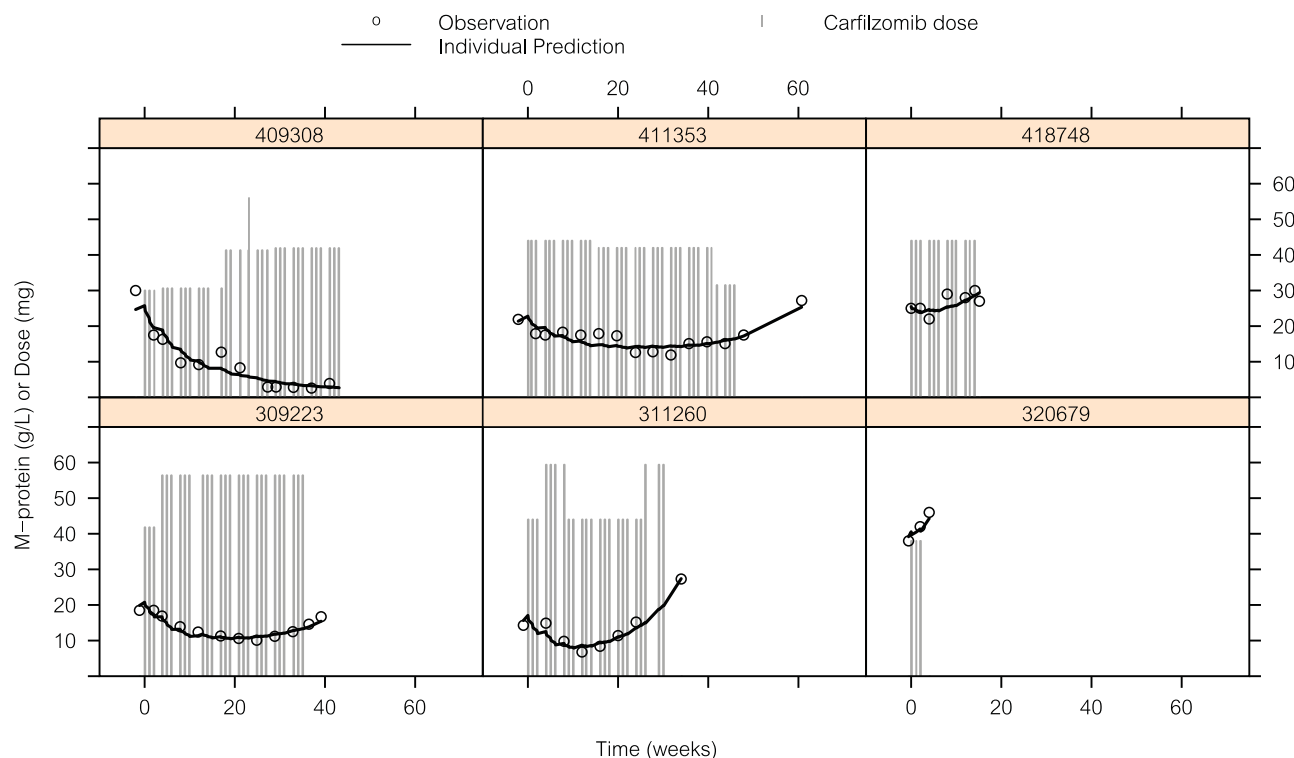 o Observation | Carfilzomib dose
Individual Prediction
0 20 40 60
409308 411353 418748
60
50
40
30
20
10
309223 311260 320679
60
50
40
30
20
10
0 20 40 60 0 20 40 60
M−protein (g/L) or Dose (mg)
Time (weeks)